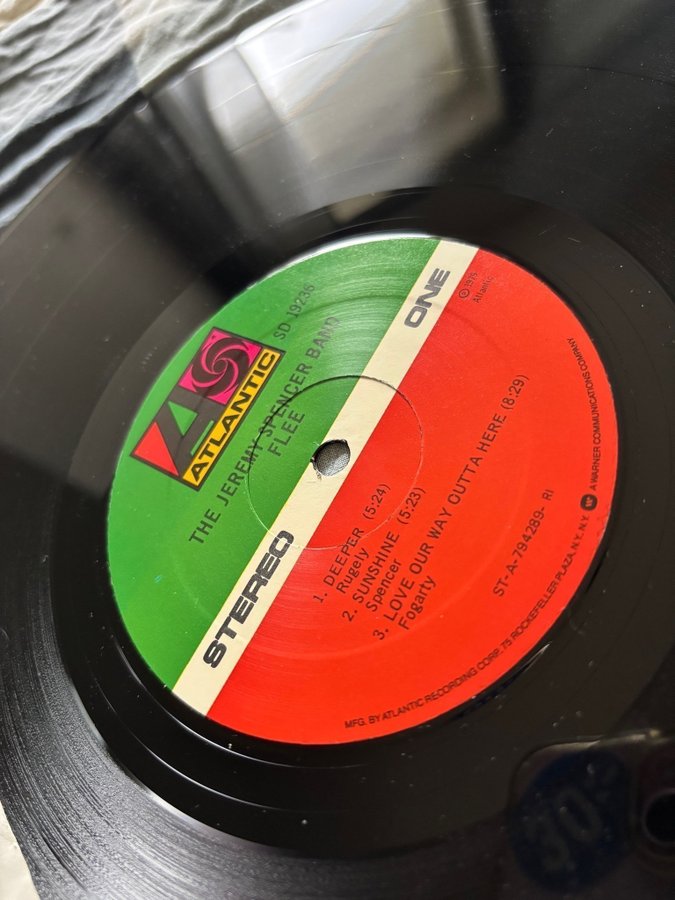 ATLANTIC
SD 19236
THE JEREMY SPENCER BAND
FLEE
STEREO
ONE
℗ 1979
Atlantic
1. DEEPER (5:24)
Rugely
2. SUNSHINE (5:23)
Spencer
3. LOVE OUR WAY OUTTA HERE (8:29)
Fogarty
ST-A-794289- RI
MFG. BY ATLANTIC RECORDING CORP., 75 ROCKEFELLER PLAZA, N.Y., N.Y. A WARNER COMMUNICATIONS COMPANY
30:-